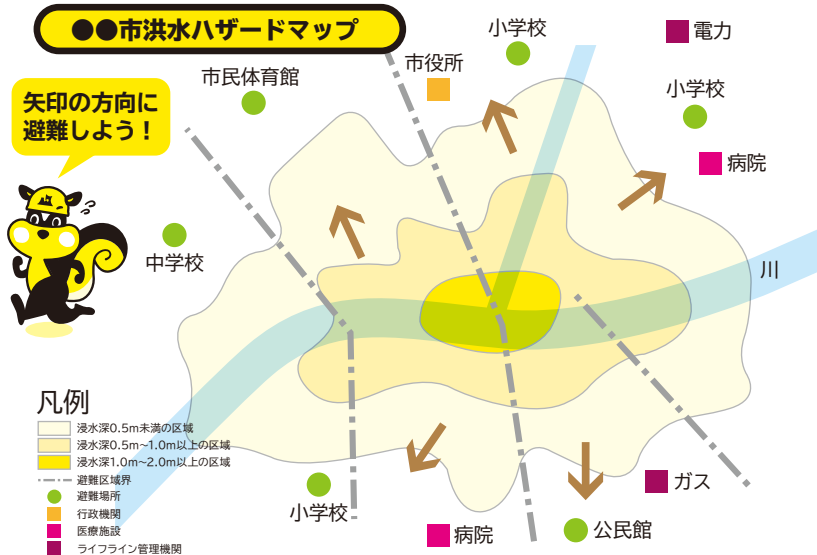 ●●市洪水ハザードマップ
小学校
電力
市役所
市民体育館
小学校
矢印の方向に
避難しよう！
病院
中学校
川
凡例
浸水深0.5m未満の区域
浸水深0.5m～1.0m以上の区域
浸水深1.0m～2.0m以上の区域
避難区域界
避難場所
行政機関
医療施設
ライフライン管理機関
小学校
ガス
病院
公民館